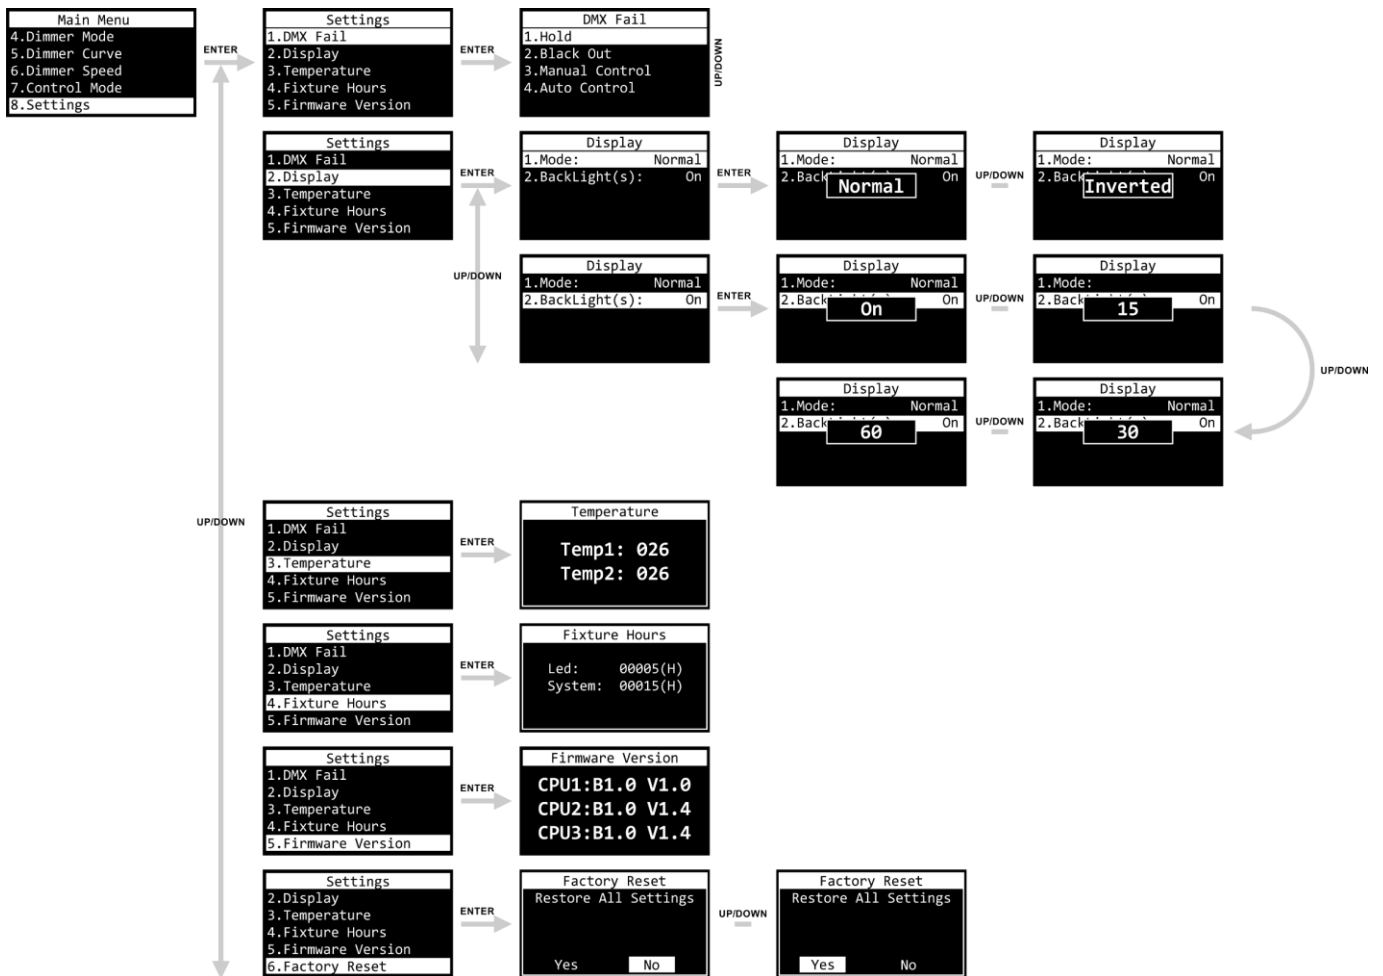 Main Menu
4.Dimmer Mode
5.Dimmer Curve
6.Dimmer Speed
7.Control Mode
8.Settings
ENTER
Settings
1.DMX Fail
2.Display
3.Temperature
4.Fixture Hours
5.Firmware Version
ENTER
DMX Fail
1.Hold
2.Black Out
3.Manual Control
4.Auto Control
UP/DOWN
Settings
1.DMX Fail
2.Display
3.Temperature
4.Fixture Hours
5.Firmware Version
ENTER
Display
1.Mode: Normal
2.BackLight(s): On
ENTER
Display
1.Mode: Normal
2.Back On
Normal
UP/DOWN
Display
1.Mode: Normal
2.Back On
Inverted
UP/DOWN
Display
1.Mode: Normal
2.BackLight(s): On
ENTER
Display
1.Mode: Normal
2.Back On
On
UP/DOWN
Display
1.Mode: Normal
2.Back On
15
UP/DOWN
Display
1.Mode: Normal
2.Back On
60
UP/DOWN
Display
1.Mode: Normal
2.Back On
30
UP/DOWN
Settings
1.DMX Fail
2.Display
3.Temperature
4.Fixture Hours
5.Firmware Version
ENTER
Temperature
Temp1: 026
Temp2: 026
Settings
1.DMX Fail
2.Display
3.Temperature
4.Fixture Hours
5.Firmware Version
ENTER
Fixture Hours
Led: 00005(H)
System: 00015(H)
Settings
1.DMX Fail
2.Display
3.Temperature
4.Fixture Hours
5.Firmware Version
ENTER
Firmware Version
CPU1:B1.0 V1.0
CPU2:B1.0 V1.4
CPU3:B1.0 V1.4
Settings
2.Display
3.Temperature
4.Fixture Hours
5.Firmware Version
6.Factory Reset
ENTER
Factory Reset
Restore All Settings
Yes No
UP/DOWN
Factory Reset
Restore All Settings
Yes No